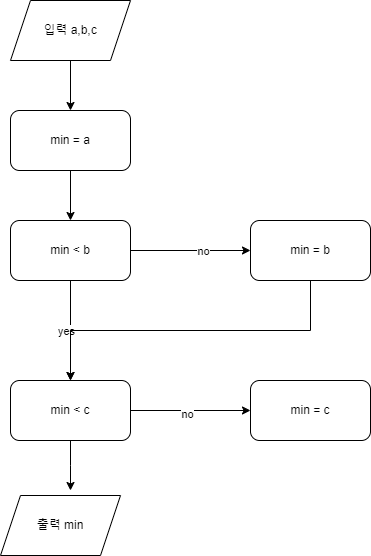 입력 a,b,c
min = a
min < b
no
min = b
yes
min < c
no
min = c
출력 min